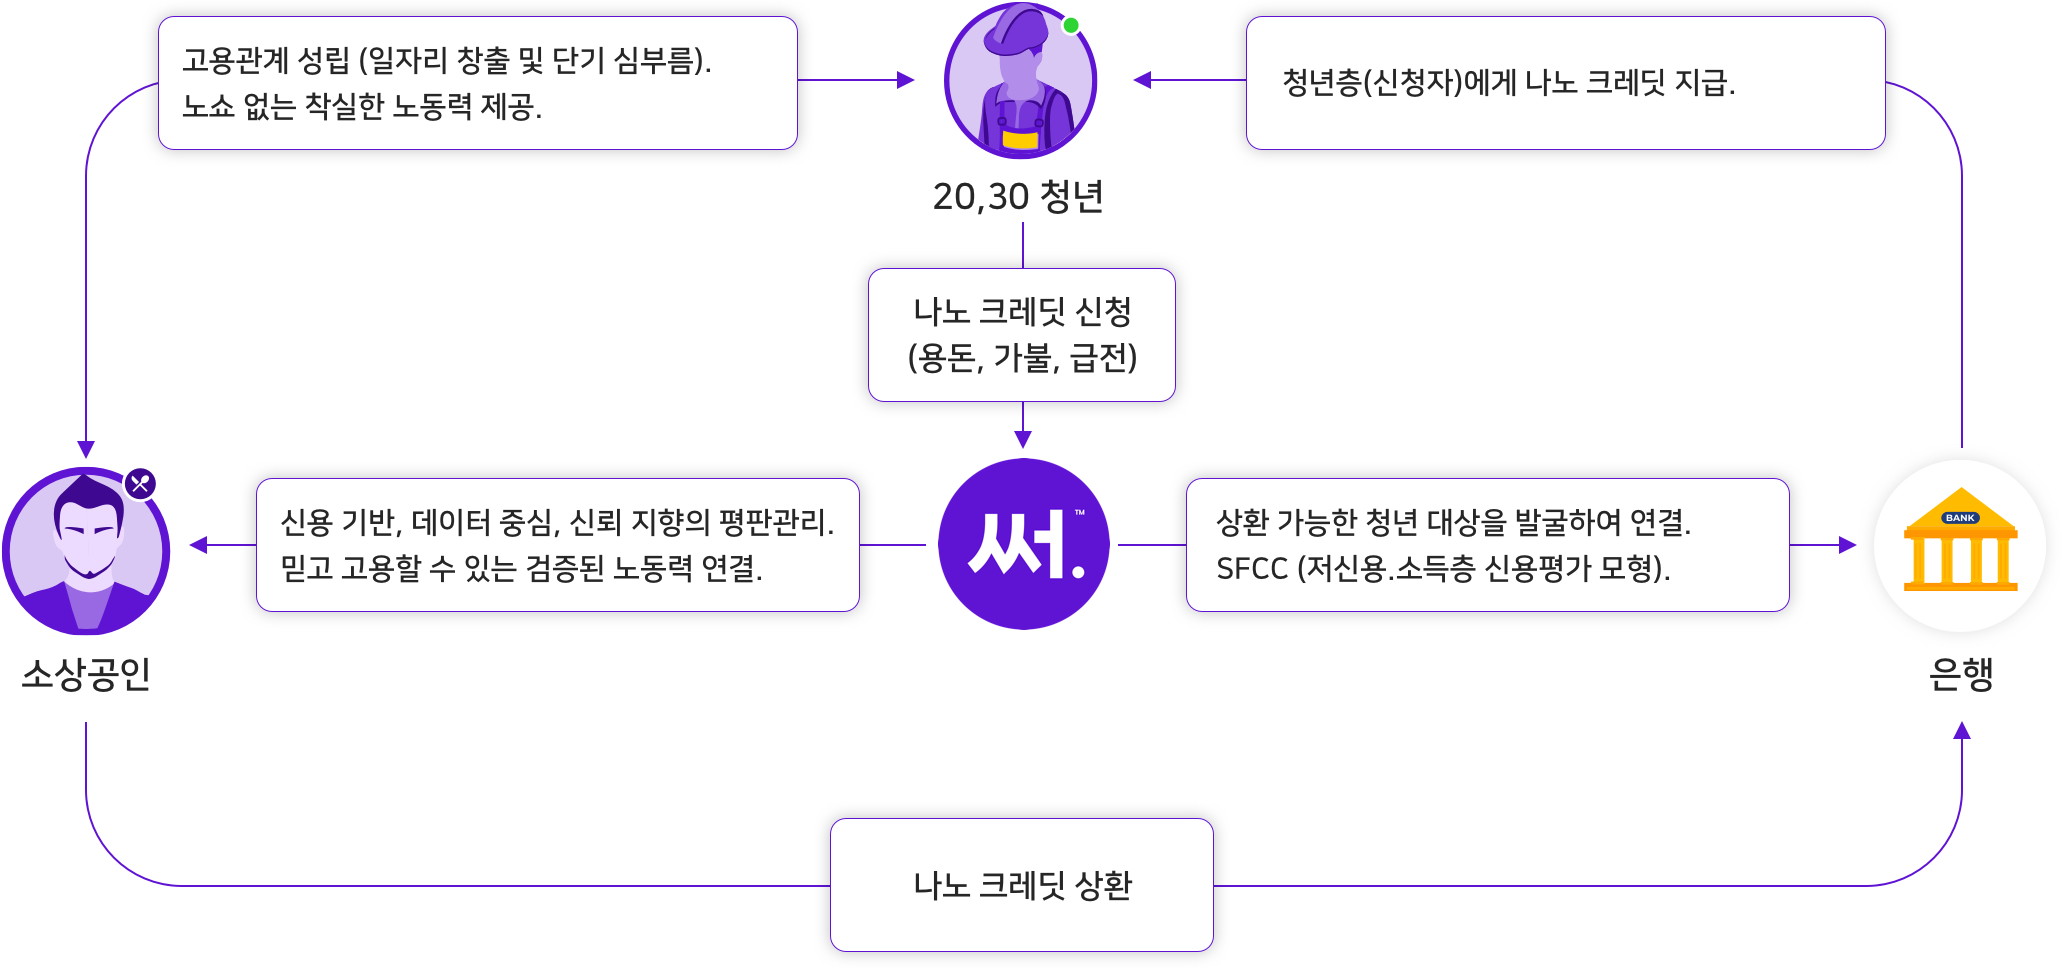 고용관계 성립 (일자리 창출 및 단기 심부름).
노쇼 없는 착실한 노동력 제공.
청년층(신청자)에게 나노 크레딧 지급.
20,30 청년
나노 크레딧 신청
(용돈, 가불, 급전)
신용 기반, 데이터 중심, 신뢰 지향의 평판관리.
믿고 고용할 수 있는 검증된 노동력 연결.
써.™
상환 가능한 청년 대상을 발굴하여 연결.
SFCC (저신용.소득층 신용평가 모형).
BANK
소상공인
은행
나노 크레딧 상환